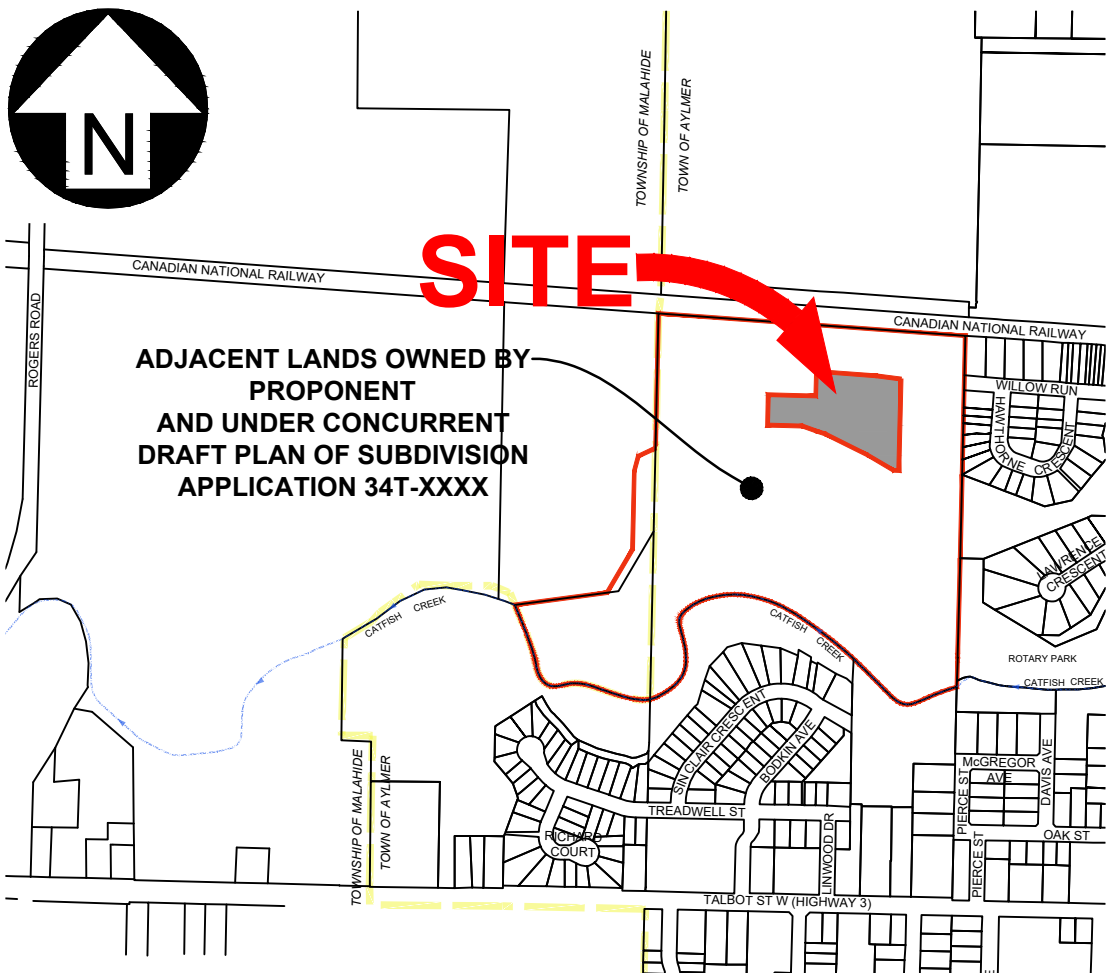 N
TOWNSHIP OF MALAHIDE
TOWN OF AYLMER
SITE
CANADIAN NATIONAL RAILWAY
CANADIAN NATIONAL RAILWAY
ROGERS ROAD
ADJACENT LANDS OWNED BY
PROPONENT
AND UNDER CONCURRENT
DRAFT PLAN OF SUBDIVISION
APPLICATION 34T-XXXX
WILLOW RUN
HAWTHORNE CRESCENT
LAWRENCE
CRESCENT
CATFISH CREEK
CATFISH
CREEK
ROTARY PARK
CATFISH CREEK
SINCLAIR CRESCENT
BODKIN AVE
McGREGOR
AVE
DAVIS AVE
PIERCE ST
TREADWELL ST
OAK ST
RICHARD
COURT
LINWOOD DR
PIERCE ST
TOWNSHIP OF MALAHIDE
TOWN OF AYLMER
TALBOT ST W (HIGHWAY 3)